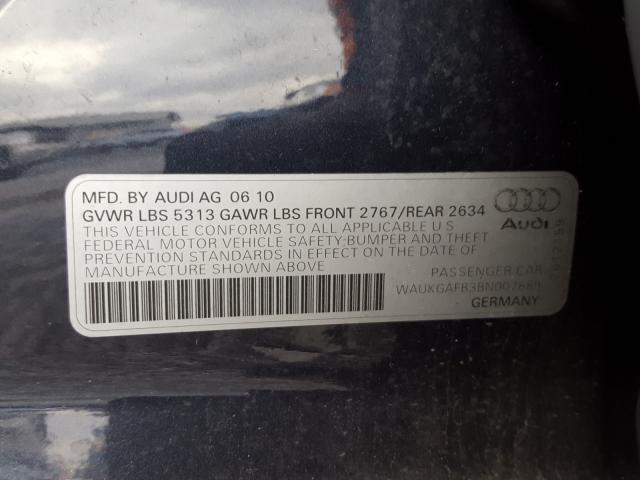 MFD. BY AUDI AG 06 10
GVWR LBS 5313 GAWR LBS FRONT 2767/REAR 2634
THIS VEHICLE CONFORMS TO ALL APPLICABLE U S
FEDERAL MOTOR VEHICLE SAFETY;BUMPER AND THEFT
PREVENTION STANDARDS IN EFFECT ON THE DATE OF
MANUFACTURE SHOWN ABOVE
Audi
PASSENGER CAR
GERMANY